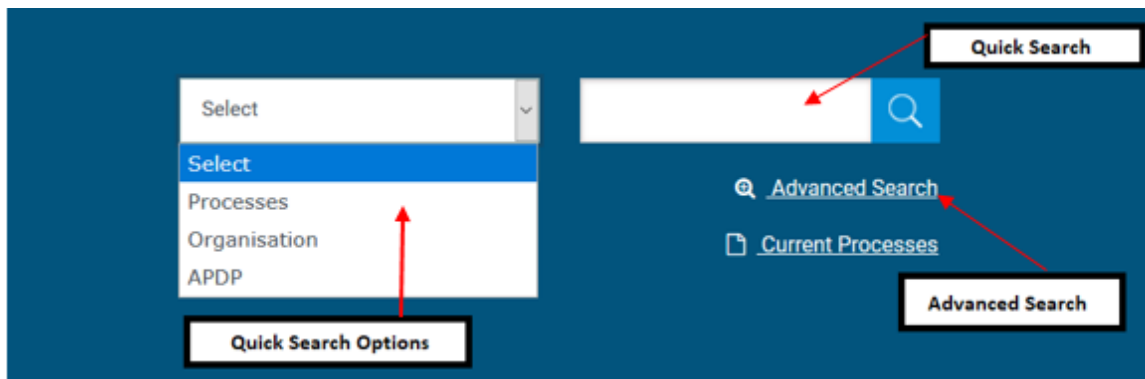 Quick Search
Select
Select
Processes
Organisation
APDP
Advanced Search
Current Processes
Advanced Search
Quick Search Options